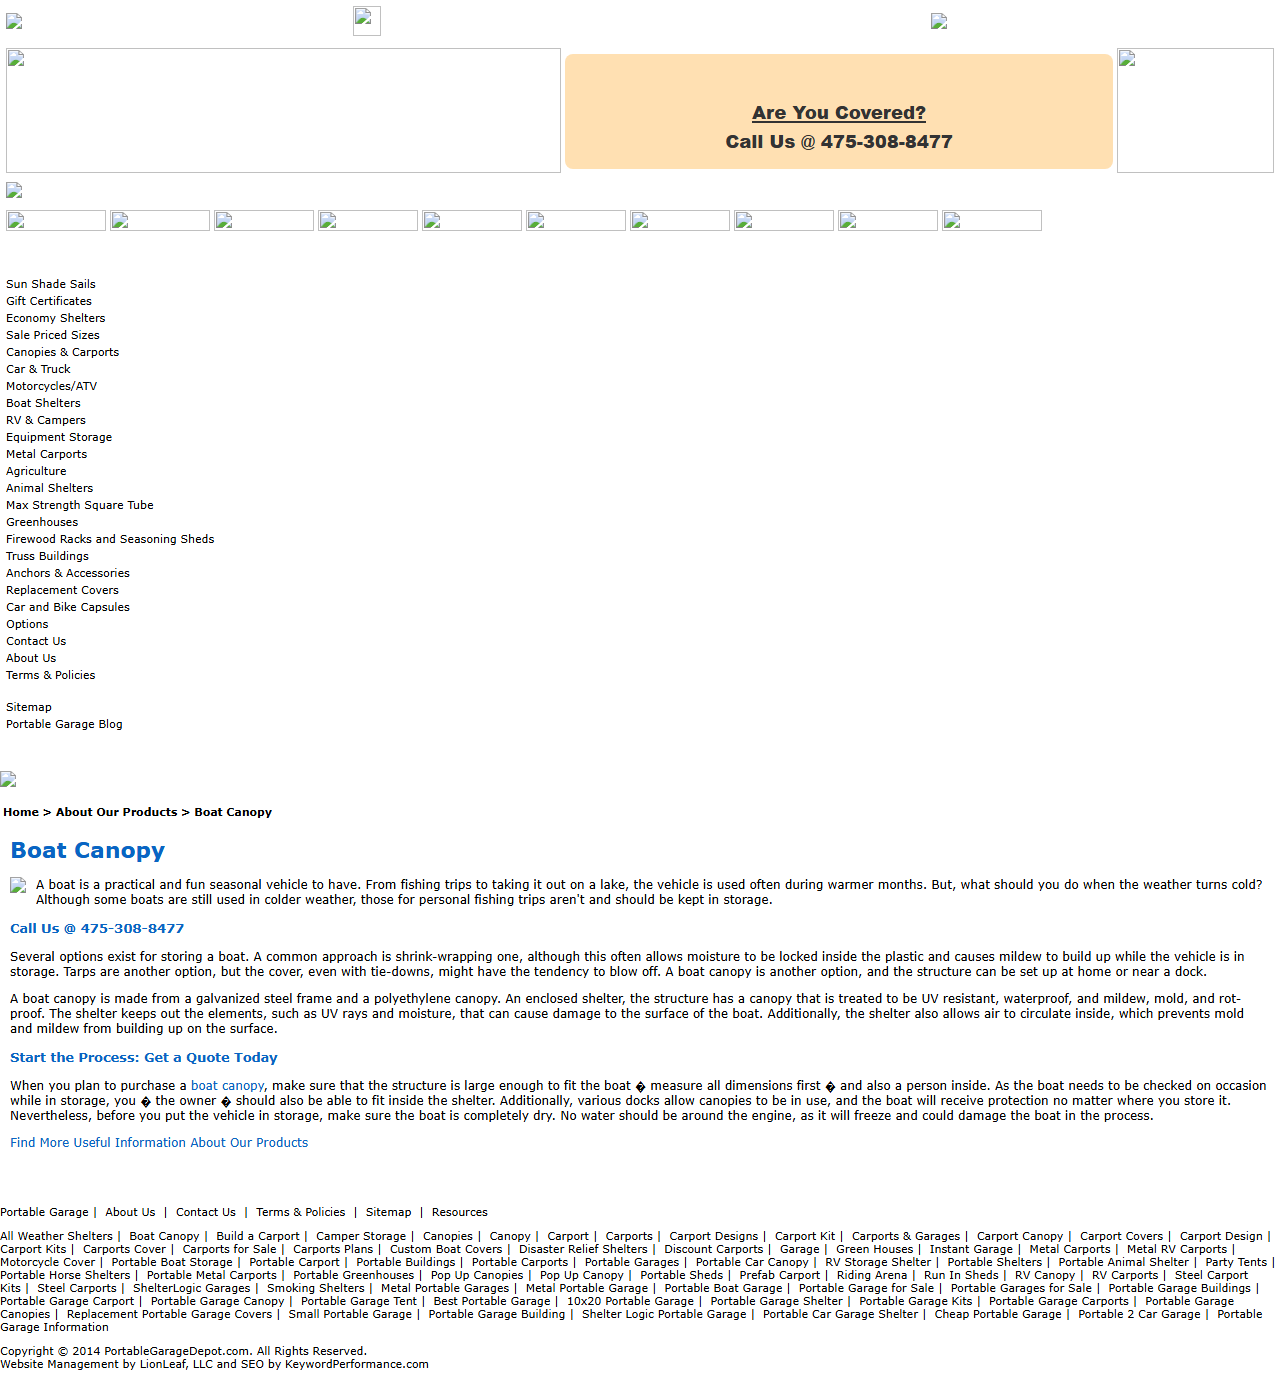 Are You Covered?
Call Us @ 475-308-8477
Sun Shade Sails
Gift Certificates
Economy Shelters
Sale Priced Sizes
Canopies & Carports
Car & Truck
Motorcycles/ATV
Boat Shelters
RV & Campers
Equipment Storage
Metal Carports
Agriculture
Animal Shelters
Max Strength Square Tube
Greenhouses
Firewood Racks and Seasoning Sheds
Truss Buildings
Anchors & Accessories
Replacement Covers
Car and Bike Capsules
Options
Contact Us
About Us
Terms & Policies
Sitemap
Portable Garage Blog
Home > About Our Products > Boat Canopy
Boat Canopy
A boat is a practical and fun seasonal vehicle to have. From fishing trips to taking it out on a lake, the vehicle is used often during warmer months. But, what should you do when the weather turns cold?
Although some boats are still used in colder weather, those for personal fishing trips aren't and should be kept in storage.
Call Us @ 475-308-8477
Several options exist for storing a boat. A common approach is shrink-wrapping one, although this often allows moisture to be locked inside the plastic and causes mildew to build up while the vehicle is in
storage. Tarps are another option, but the cover, even with tie-downs, might have the tendency to blow off. A boat canopy is another option, and the structure can be set up at home or near a dock.
A boat canopy is made from a galvanized steel frame and a polyethylene canopy. An enclosed shelter, the structure has a canopy that is treated to be UV resistant, waterproof, and mildew, mold, and rot-
proof. The shelter keeps out the elements, such as UV rays and moisture, that can cause damage to the surface of the boat. Additionally, the shelter also allows air to circulate inside, which prevents mold
and mildew from building up on the surface.
Start the Process: Get a Quote Today
When you plan to purchase a boat canopy, make sure that the structure is large enough to fit the boat � measure all dimensions first � and also a person inside. As the boat needs to be checked on occasion
while in storage, you � the owner � should also be able to fit inside the shelter. Additionally, various docks allow canopies to be in use, and the boat will receive protection no matter where you store it.
Nevertheless, before you put the vehicle in storage, make sure the boat is completely dry. No water should be around the engine, as it will freeze and could damage the boat in the process.
Find More Useful Information About Our Products
Portable Garage | About Us | Contact Us | Terms & Policies | Sitemap | Resources
All Weather Shelters | Boat Canopy | Build a Carport | Camper Storage | Canopies | Canopy | Carport | Carports | Carport Designs | Carport Kit | Carports & Garages | Carport Canopy | Carport Covers | Carport Design |
Carport Kits | Carports Cover | Carports for Sale | Carports Plans | Custom Boat Covers | Disaster Relief Shelters | Discount Carports | Garage | Green Houses | Instant Garage | Metal Carports | Metal RV Carports |
Motorcycle Cover | Portable Boat Storage | Portable Carport | Portable Buildings | Portable Carports | Portable Garages | Portable Car Canopy | RV Storage Shelter | Portable Shelters | Portable Animal Shelter | Party Tents |
Portable Horse Shelters | Portable Metal Carports | Portable Greenhouses | Pop Up Canopies | Pop Up Canopy | Portable Sheds | Prefab Carport | Riding Arena | Run In Sheds | RV Canopy | RV Carports | Steel Carport
Kits | Steel Carports | ShelterLogic Garages | Smoking Shelters | Metal Portable Garages | Metal Portable Garage | Portable Boat Garage | Portable Garage for Sale | Portable Garages for Sale | Portable Garage Buildings |
Portable Garage Carport | Portable Garage Canopy | Portable Garage Tent | Best Portable Garage | 10x20 Portable Garage | Portable Garage Shelter | Portable Garage Kits | Portable Garage Carports | Portable Garage
Canopies | Replacement Portable Garage Covers | Small Portable Garage | Portable Garage Building | Shelter Logic Portable Garage | Portable Car Garage Shelter | Cheap Portable Garage | Portable 2 Car Garage | Portable
Garage Information
Copyright © 2014 PortableGarageDepot.com. All Rights Reserved.
Website Management by LionLeaf, LLC and SEO by KeywordPerformance.com